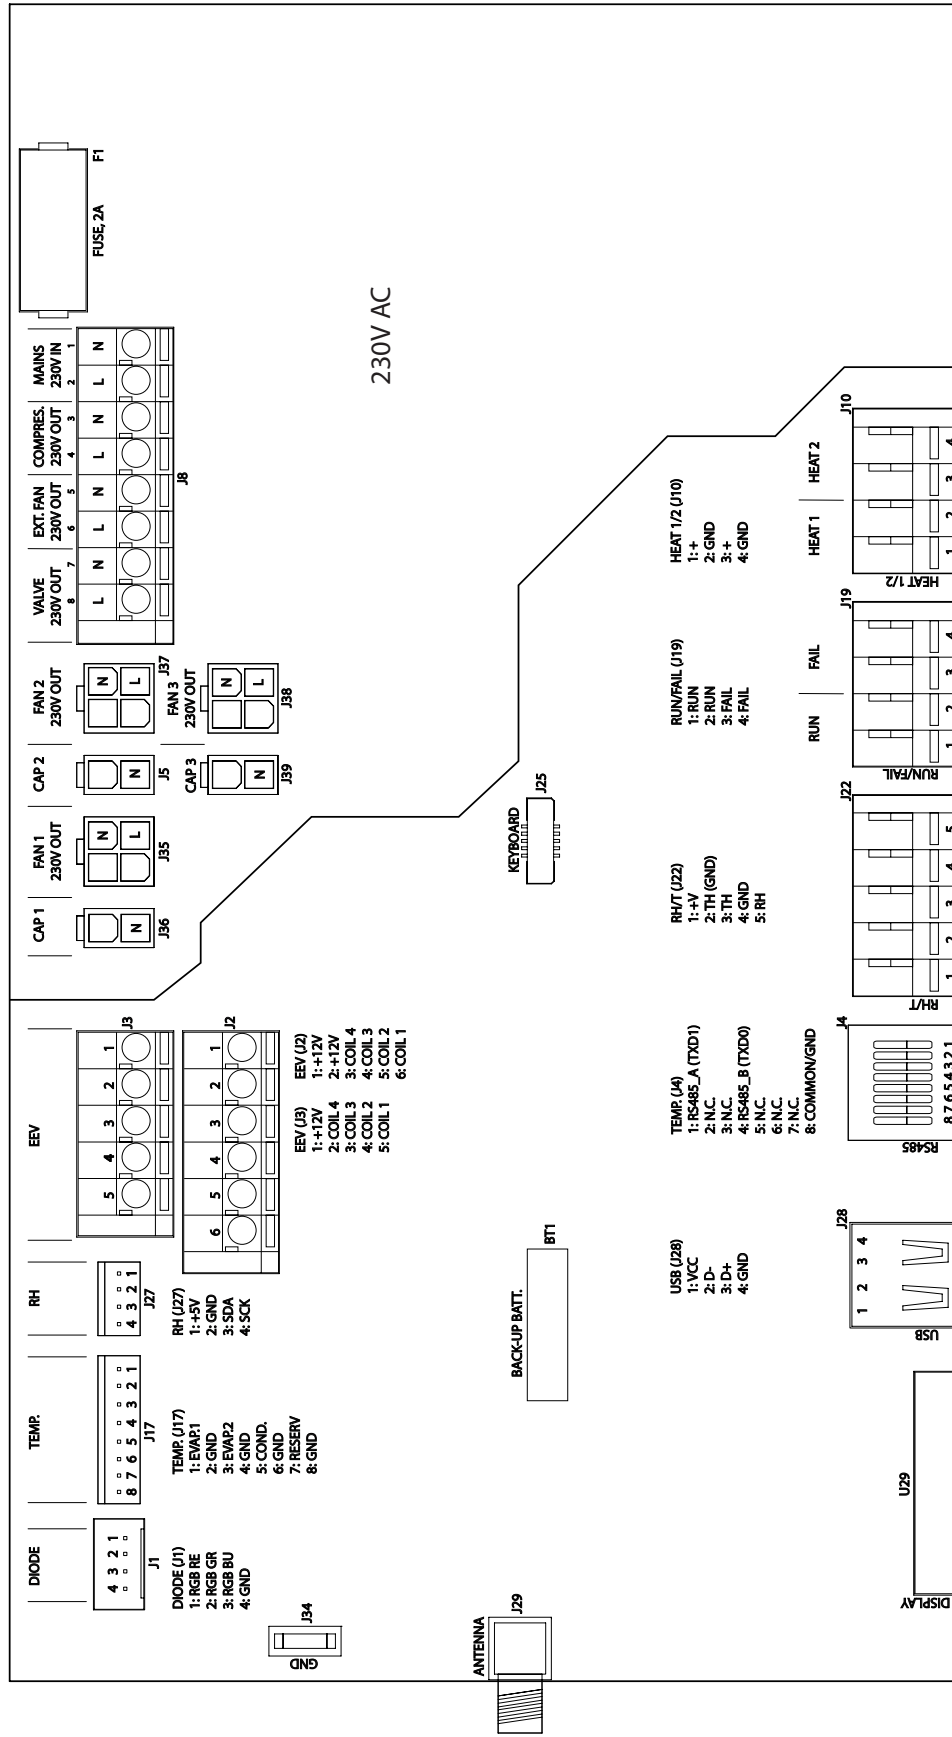 DIODE
4 3 2 1
J1
DIODE (J1)
1: RGB RE
2: RGB GR
3: RGB BU
4: GND
TEMP.
8 7 6 5 4 3 2 1
J17
TEMP. (J17)
1: EVAP.1
2: GND
3: EVAP.2
4: GND
5: COND.
6: GND
7: RESERV
8: GND
RH
4 3 2 1
J27
RH (J27)
1: +5V
2: GND
3: SDA
4: SCK
EEV
5 4 3 2 1
J3
6 5 4 3 2 1
J2
EEV (J3)
1: +12V
2: COIL 4
3: COIL 3
4: COIL 2
5: COIL 1
EEV (J2)
1: +12V
2: +12V
3: COIL 4
4: COIL 3
5: COIL 2
6: COIL 1
CAP 1
N
J36
FAN 1
230V OUT
N
L
J35
CAP 2
N
J5
FAN 2
230V OUT
N
L
J37
CAP 3
N
J39
FAN 3
230V OUT
N
L
J38
VALVE
230V OUT
8 7
EXT. FAN
230V OUT
6 5
COMPRES.
230V OUT
4 3
MAINS
230V IN
2 1
L N L N L N L N
J8
FUSE, 2A
F1
230V AC
GND
J34
ANTENNA
J29
BACK-UP BATT.
BT1
KEYBOARD
J25
USB (J28)
1: VCC
2: D-
3: D+
4: GND
TEMP. (J4)
1: RS485_A (TXD1)
2: N.C.
3: N.C.
4: RS485_B (TXD0)
5: N.C.
6: N.C.
7: N.C.
8: COMMON/GND
RH/T (J22)
1: +V
2: TH (GND)
3: TH
4: GND
5: RH
RUN/FAIL (J19)
1: RUN
2: RUN
3: FAIL
4: FAIL
HEAT 1/2 (J10)
1: +
2: GND
3: +
4: GND
DISPLAY
U29
USB
J28
1 2 3 4
RS485
J4
8 7 6 5 4 3 2 1
RH/T
J22
1 2 3 4 5
RUN FAIL
RUN/FAIL
J19
1 2 3 4
HEAT 1 HEAT 2
HEAT 1/2
J10
1 2 3 4